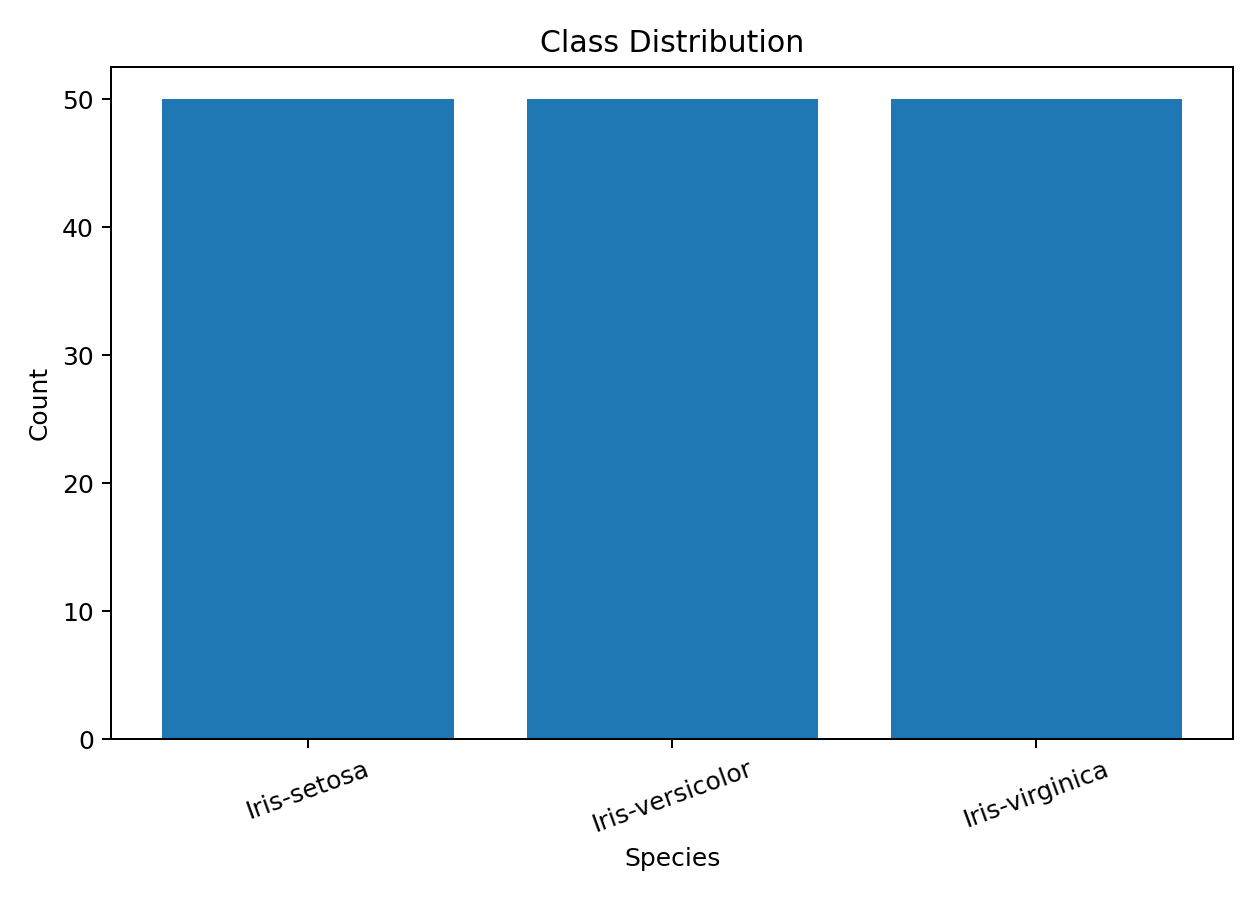 Class Distribution
Count
50
40
30
20
10
0
Iris-setosa
Iris-versicolor
Iris-virginica
Species